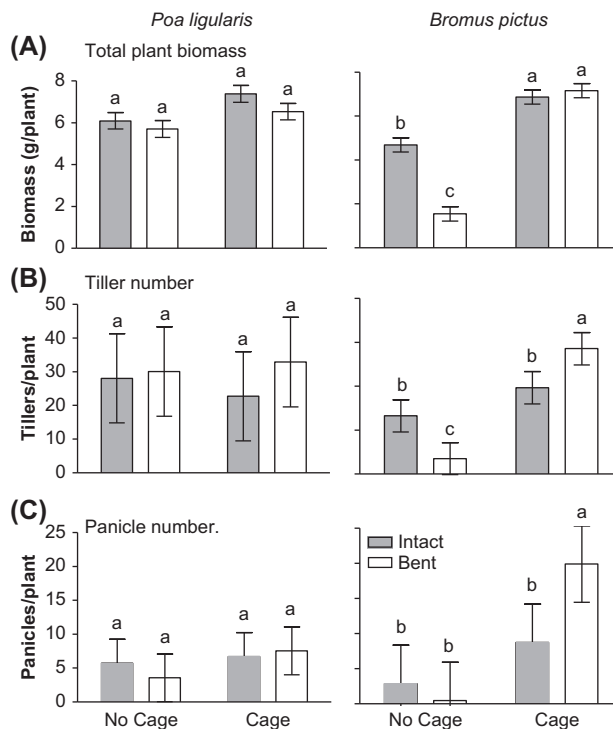 Poa ligularis Bromus pictus
(A) Total plant biomass
Biomass (g/plant)
8
6
4
2
0
a a a a
b c a a
(B) Tiller number
Tillers/plant
50
40
30
20
10
0
a a a a
b c b a
(C) Panicle number.
Panicles/plant
25
20
15
10
5
0
a a a a
Intact
Bent
b b b a
No Cage Cage No Cage Cage